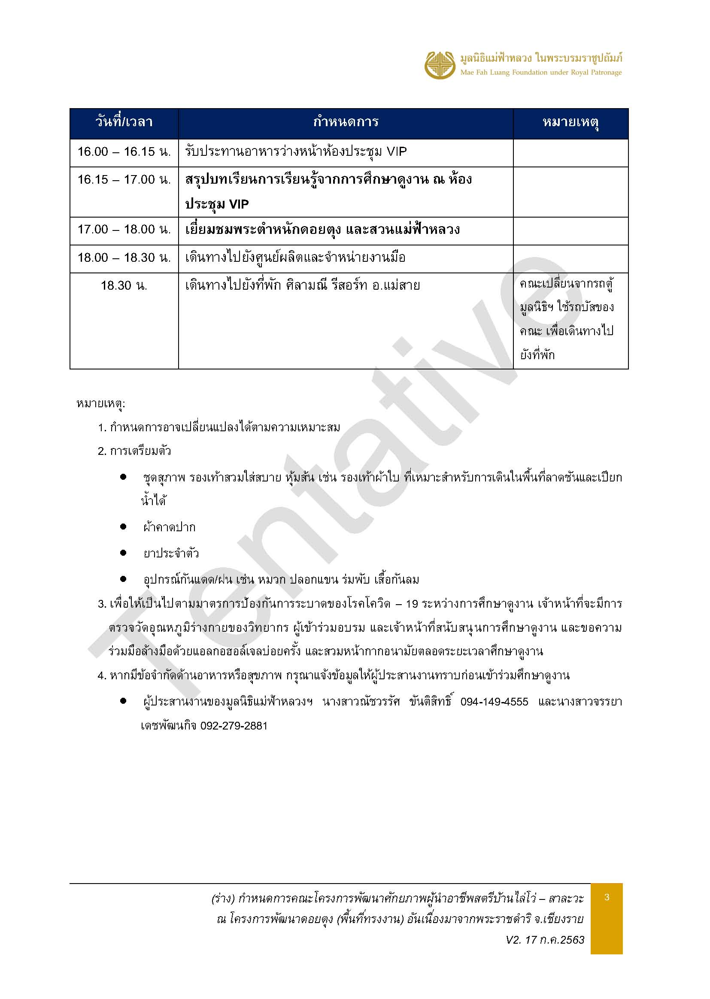 มูลนิธิแม่ฟ้าหลวง ในพระบรมราชูปถัมภ์
Mae Fah Luang Foundation under Royal Patronage
วันที่/เวลา กำหนดการ หมายเหตุ
16.00 – 16.15 น. รับประทานอาหารว่างหน้าห้องประชุม VIP
16.15 – 17.00 น. สรุปบทเรียนการเรียนรู้จากการศึกษาดูงาน ณ ห้อง
ประชุม VIP
17.00 – 18.00 น. เยี่ยมชมพระตำหนักดอยตุง และสวนแม่ฟ้าหลวง
18.00 – 18.30 น. เดินทางไปยังศูนย์ผลิตและจำหน่ายงานมือ
18.30 น. เดินทางไปยังที่พัก ศิลามณี รีสอร์ท อ.แม่สาย คณะเปลี่ยนจากรถตู้
มูลนิธิฯ ใช้รถบัสของ
คณะ เพื่อเดินทางไป
ยังที่พัก
Tentative
หมายเหตุ:
1. กำหนดการอาจเปลี่ยนแปลงได้ตามความเหมาะสม
2. การเตรียมตัว
● ชุดสุภาพ รองเท้าสวมใส่สบาย หุ้มส้น เช่น รองเท้าผ้าใบ ที่เหมาะสำหรับการเดินในพื้นที่ลาดชันและเปียก
น้ำได้
● ผ้าคาดปาก
● ยาประจำตัว
● อุปกรณ์กันแดด/ฝน เช่น หมวก ปลอกแขน ร่มพับ เสื้อกันลม
3. เพื่อให้เป็นไปตามมาตรการป้องกันการระบาดของโรคโควิด – 19 ระหว่างการศึกษาดูงาน เจ้าหน้าที่จะมีการ
ตรวจวัดอุณหภูมิร่างกายของวิทยากร ผู้เข้าร่วมอบรม และเจ้าหน้าที่สนับสนุนการศึกษาดูงาน และขอความ
ร่วมมือล้างมือด้วยแอลกอฮอล์เจลบ่อยครั้ง และสวมหน้ากากอนามัยตลอดระยะเวลาศึกษาดูงาน
4. หากมีข้อจำกัดด้านอาหารหรือสุขภาพ กรุณาแจ้งข้อมูลให้ผู้ประสานงานทราบก่อนเข้าร่วมศึกษาดูงาน
● ผู้ประสานงานของมูลนิธิแม่ฟ้าหลวงฯ นางสาวณัชวรรัศ ขันติสิทธิ์ 094-149-4555 และนางสาวจรรยา
เดชพัฒนกิจ 092-279-2881
(ร่าง) กำหนดการคณะโครงการพัฒนาศักยภาพผู้นำอาชีพสตรีบ้านไล่โว่ – สาละวะ 3
ณ โครงการพัฒนาดอยตุง (พื้นที่ทรงงาน) อันเนื่องมาจากพระราชดำริ จ.เชียงราย
V2. 17 ก.ค.2563